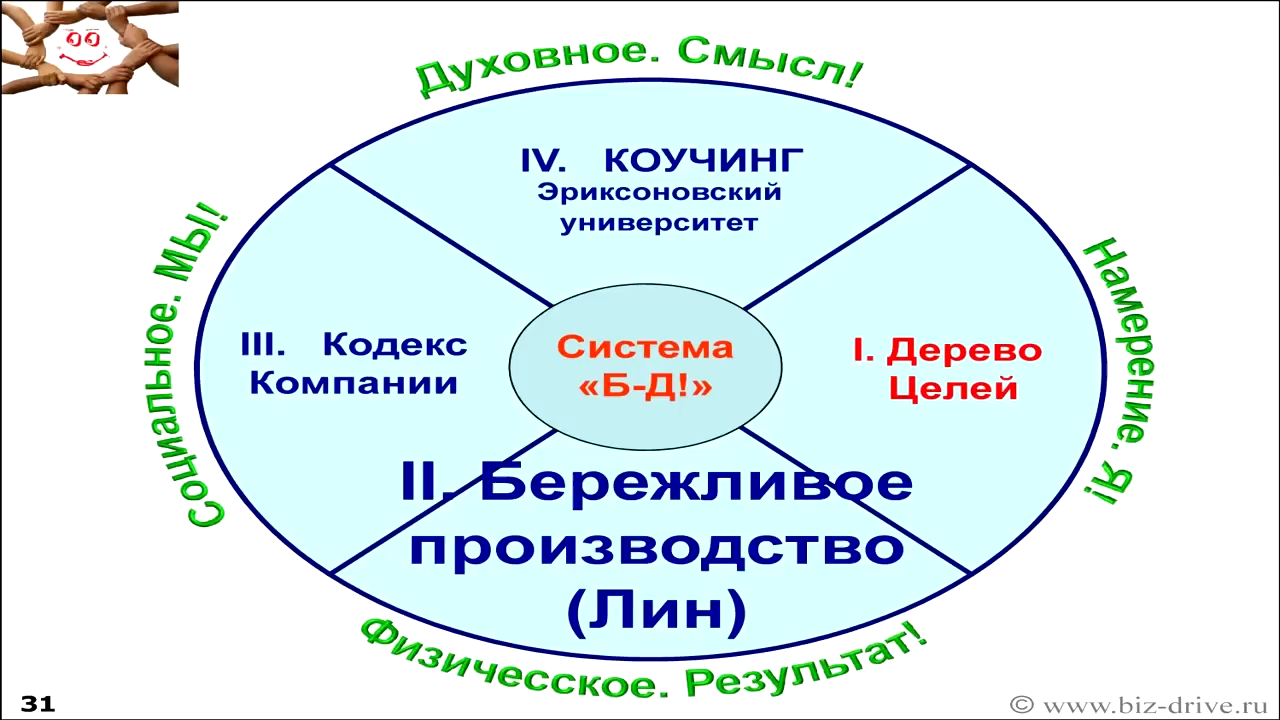 Духовное. Смысл!
IV. КОУЧИНГ
Эриксоновский
университет
Социальное. МЫ!
III. Кодекс
Компании
Система
«Б-Д!»
I. Дерево
Целей
Намерение. Я!
II. Бережливое
производство
(Лин)
Физичесское. Результат!
31
© www.biz-drive.ru